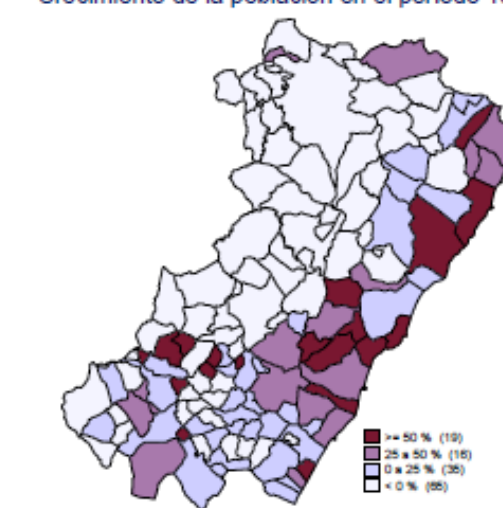 Crecimiento de la población en el periodo
>= 50 % (19)
25 a 50 % (16)
0 a 25 % (35)
< 0 % (65)